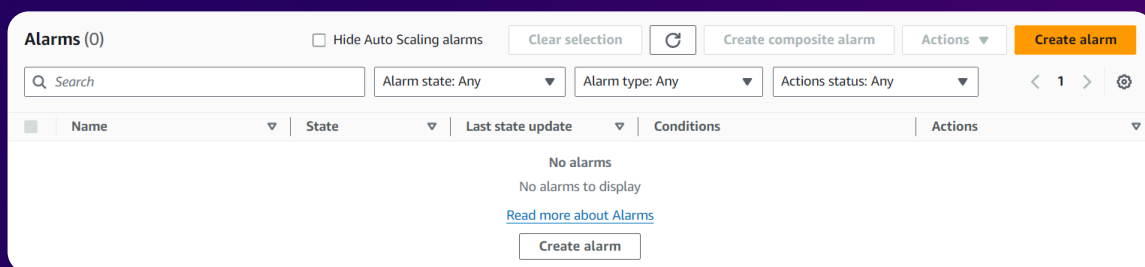 Alarms (0)
Hide Auto Scaling alarms
Clear selection
Create composite alarm
Actions
Create alarm
Search
Alarm state: Any
Alarm type: Any
Actions status: Any
1
Name
State
Last state update
Conditions
Actions
No alarms
No alarms to display
Read more about Alarms
Create alarm